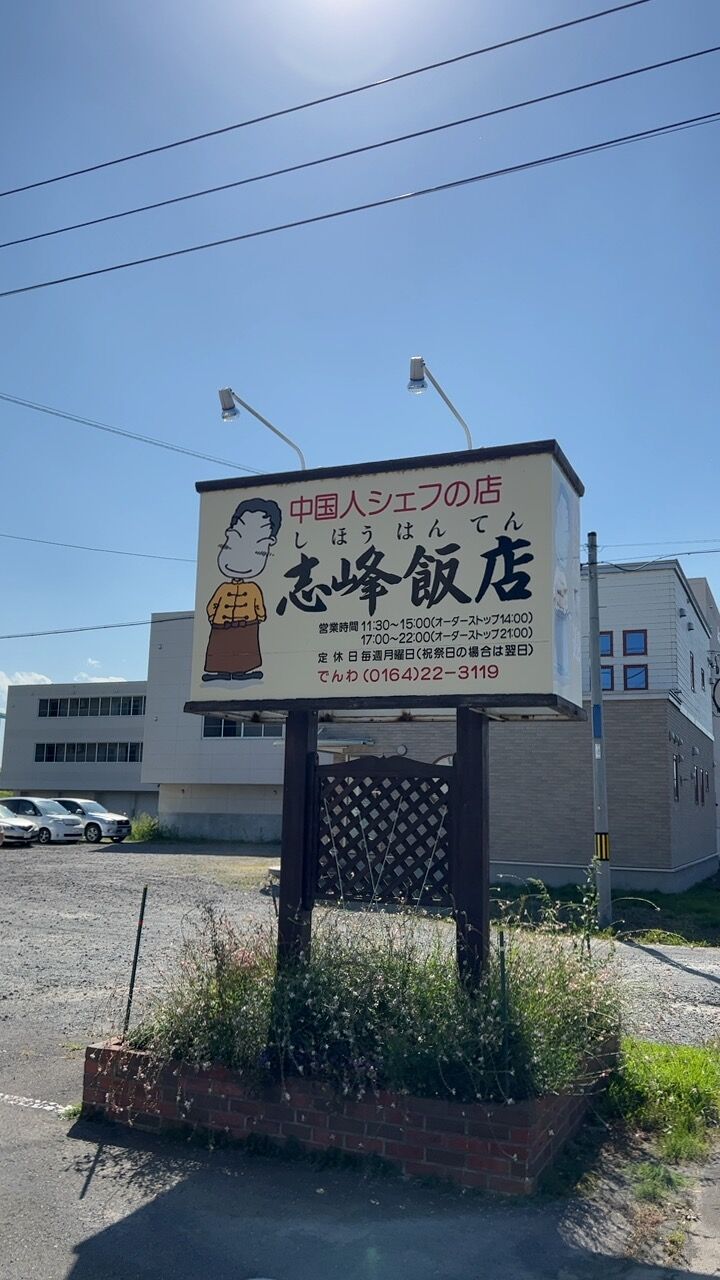 中国人シェフの店
しほうはんてん
志峰飯店
営業時間 11:30～15:00(オーダーストップ14:00)
17:00～22:00(オーダーストップ21:00)
定休日 毎週月曜日(祝祭日の場合は翌日)
でんわ(0164)22-3119